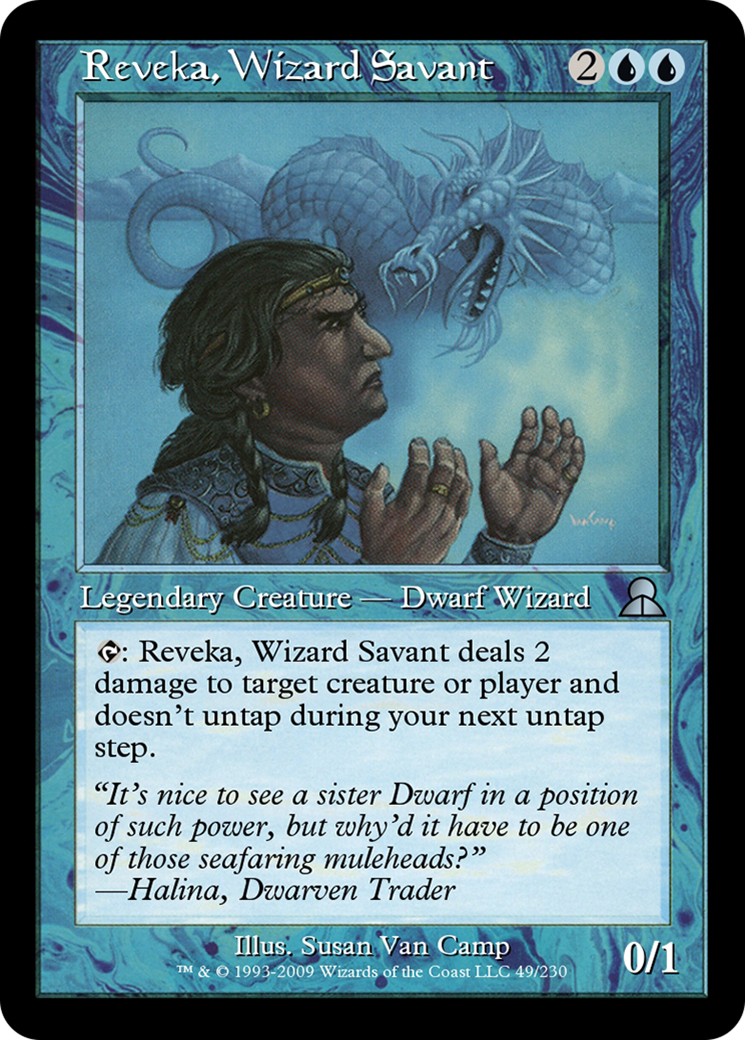 Reveka, Wizard Savant 2
Van Camp
Legendary Creature — Dwarf Wizard
: Reveka, Wizard Savant deals 2
damage to target creature or player and
doesn't untap during your next untap
step.
“It's nice to see a sister Dwarf in a position
of such power, but why'd it have to be one
of those seafaring muleheads?”
—Halina, Dwarven Trader
Illus. Susan Van Camp
™ & © 1993-2009 Wizards of the Coast LLC 49/230
0/1